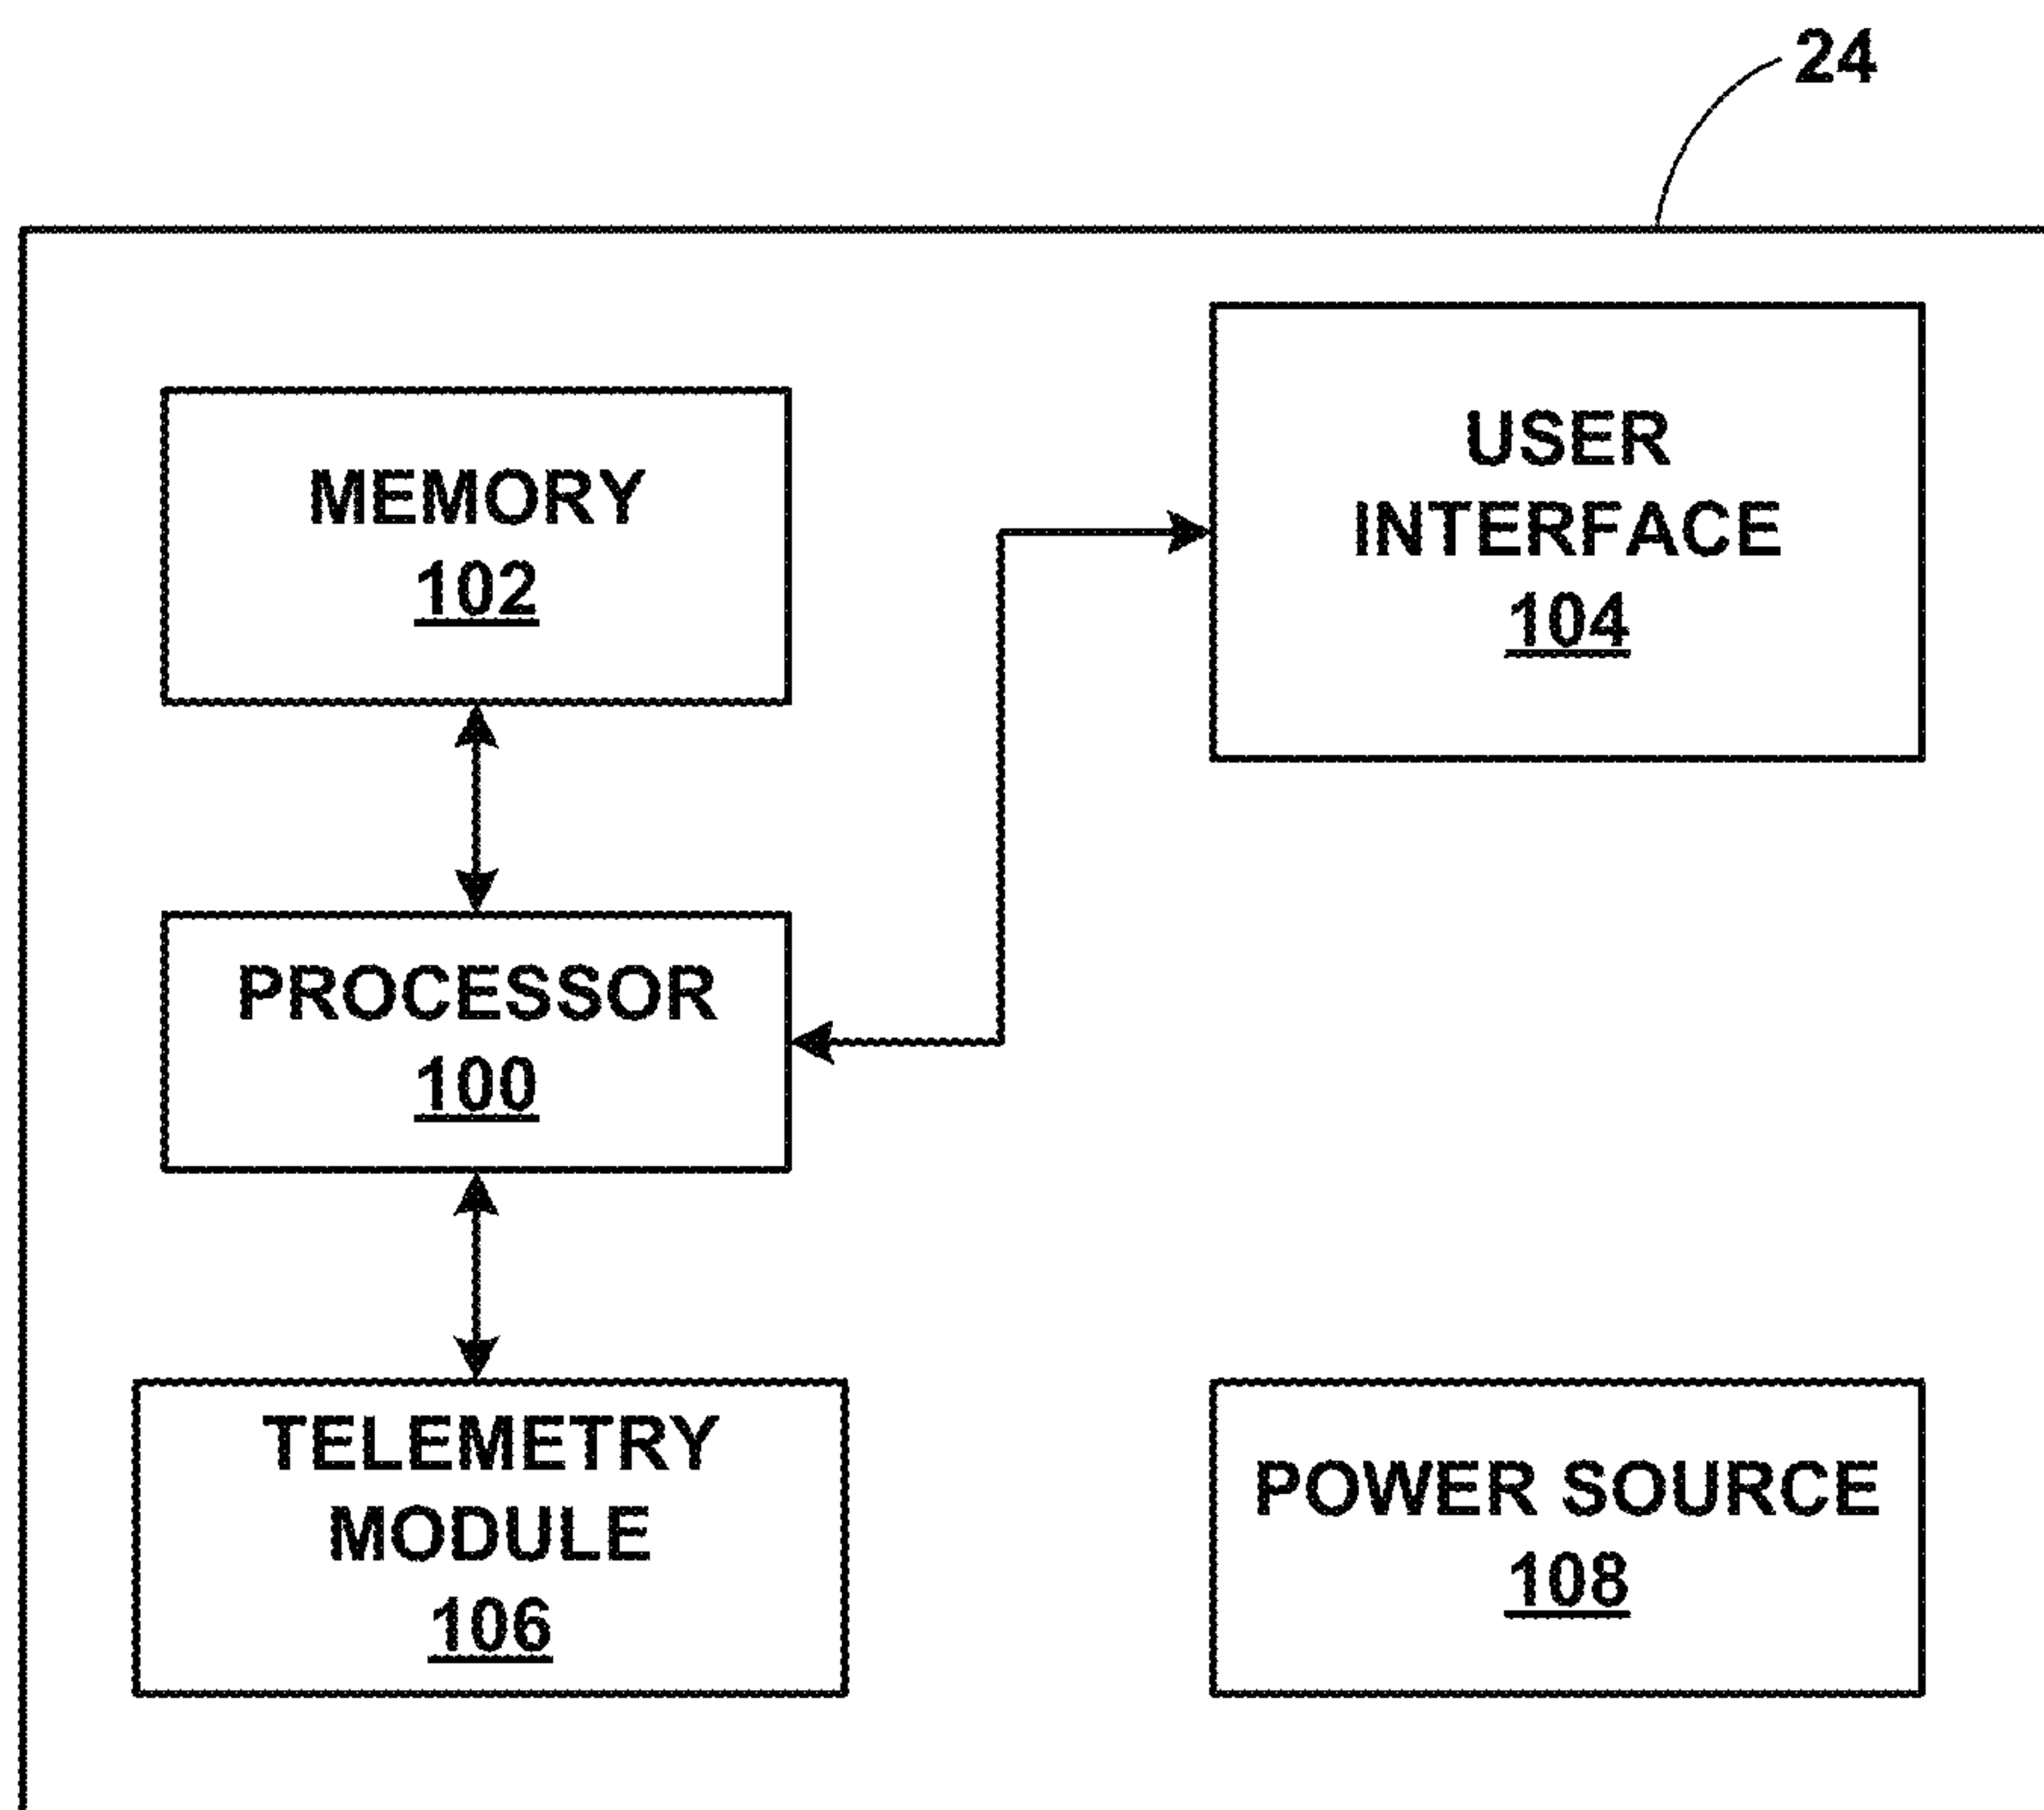 24
MEMORY
102
USER
INTERFACE
104
PROCESSOR
100
TELEMETRY
MODULE
106
POWER SOURCE
108